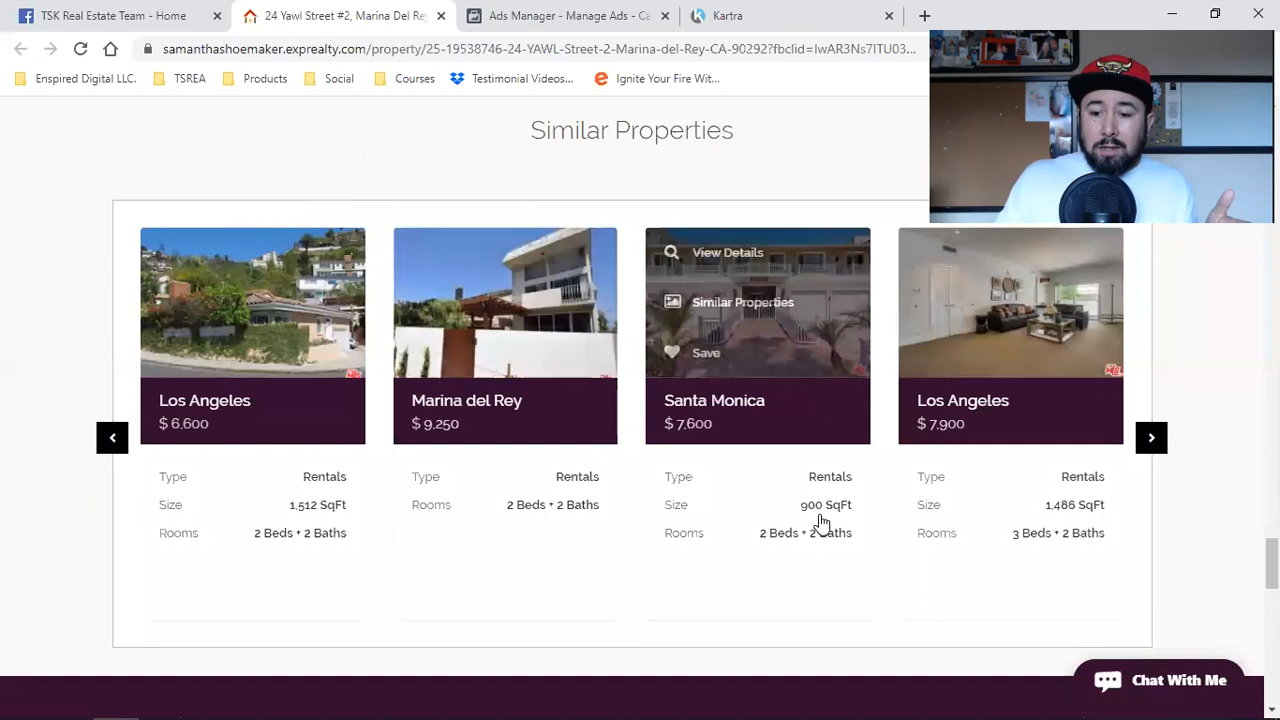 TSK Real Estate Team - Home
24 Yawl Street #2, Marina Del Re
Ads Manager - Manage Ads - Ca
Kartra
samanthashoemaker.exprealty.com/property/25-19538746-24-YAWL-Street-2-Marina-del-Rey-CA-90292?fbclid=IwAR3Ns7ITU03...
Enspired Digital LLC.
TSREA
Products
Social
Courses
Testimonial Videos...
Ignite Your Fire Wit...
Similar Properties
View Details
Similar Properties
Save
Los Angeles
$ 6,600
Type Rentals
Size 1,512 SqFt
Rooms 2 Beds + 2 Baths
Marina del Rey
$ 9,250
Type Rentals
Rooms 2 Beds + 2 Baths
Santa Monica
$ 7,600
Type Rentals
Size 900 SqFt
Rooms 2 Beds + 2 Baths
Los Angeles
$ 7,900
Type Rentals
Size 1,486 SqFt
Rooms 3 Beds + 2 Baths
Chat With Me